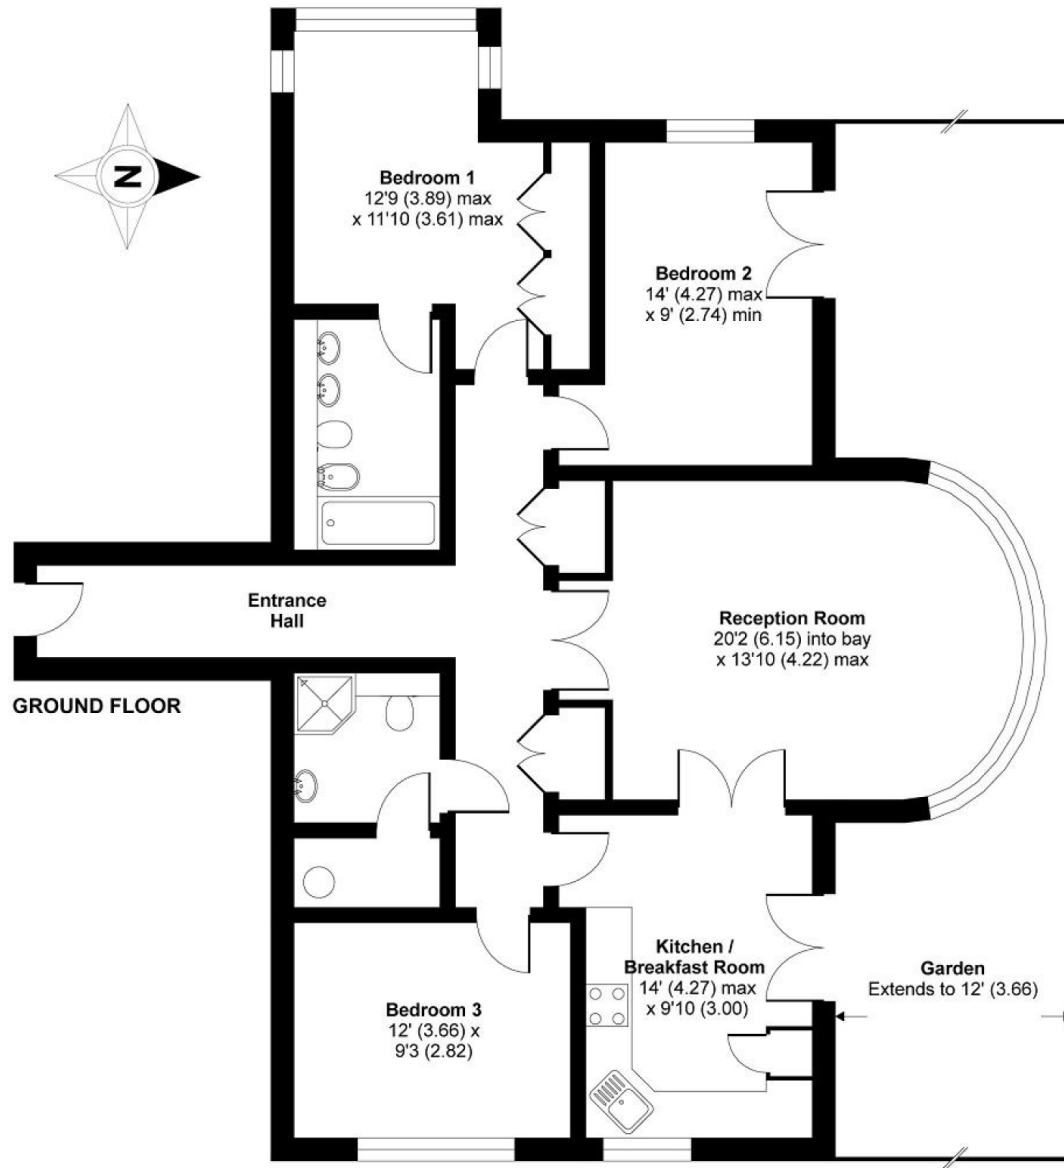 N
Bedroom 1
12'9 (3.89) max
x 11'10 (3.61) max
Bedroom 2
14' (4.27) max
x 9' (2.74) min
Entrance
Hall
Reception Room
20'2 (6.15) into bay
x 13'10 (4.22) max
GROUND FLOOR
Kitchen /
Breakfast Room
14' (4.27) max
x 9'10 (3.00)
Garden
Extends to 12' (3.66)
Bedroom 3
12' (3.66) x
9'3 (2.82)